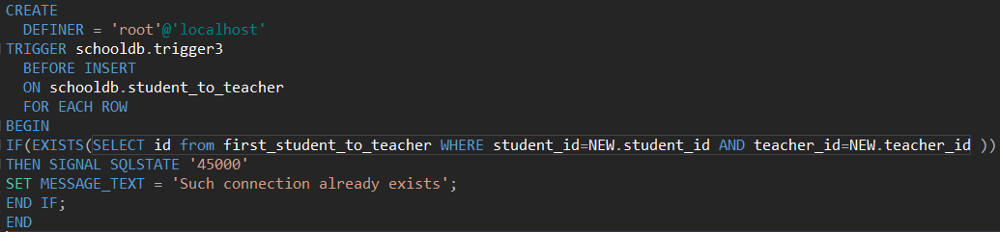 CREATE
DEFINER = 'root'@'localhost'
TRIGGER schooldb.trigger3
BEFORE INSERT
ON schooldb.student_to_teacher
FOR EACH ROW
BEGIN
IF(EXISTS(SELECT id from first_student_to_teacher WHERE student_id=NEW.student_id AND teacher_id=NEW.teacher_id ))
THEN SIGNAL SQLSTATE '45000'
SET MESSAGE_TEXT = 'Such connection already exists';
END IF;
END